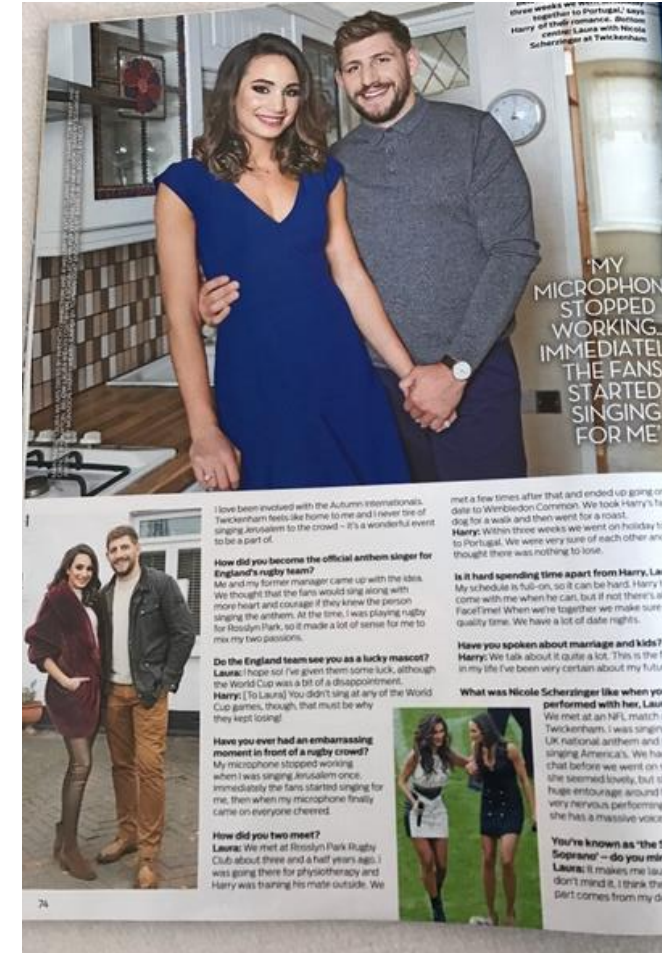 three weeks we
together to Portugal,' says
Harry of their romance. Bottom
centre: Laura with Nicole
Scherzinger at Twickenham
'MY
MICROPHON
STOPPED
WORKING...
IMMEDIATEL
THE FANS
STARTED
SINGING
FOR ME'
I love been involved with the Autumn Internationals.
Twickenham feels like home to me and I never tire of
singing Jerusalem to the crowd – it's a wonderful event
to be a part of.
How did you become the official anthem singer for
England's rugby team?
Me and my former manager came up with the idea.
We thought that the fans would sing along with
more heart and courage if they knew the person
singing the anthem. At the time, I was playing rugby
for Rosslyn Park, so it made a lot of sense for me to
mix my two passions.
Do the England team see you as a lucky mascot?
Laura: I hope so! I've given them some luck, although
the World Cup was a bit of a disappointment.
Harry: [To Laura] You didn't sing at any of the World
Cup games, though, that must be why
they kept losing!
Have you ever had an embarrassing
moment in front of a rugby crowd?
My microphone stopped working
when I was singing Jerusalem once.
Immediately the fans started singing for
me, then when my microphone finally
came on everyone cheered.
How did you two meet?
Laura: We met at Rosslyn Park Rugby
Club about three and a half years ago. I
was going there for physiotherapy and
Harry was training his mate outside. We
met a few times after that and ended up going o
date to Wimbledon Common. We took Harry's f
dog for a walk and then went for a roast.
Harry: Within three weeks we went on holiday t
to Portugal. We were very sure of each other an
thought there was nothing to lose.
Is it hard spending time apart from Harry, La
My schedule is full-on, so it can be hard. Harry
come with me when he can, but if not there's a
FaceTime! When we're together we make sure
quality time. We have a lot of date nights.
Have you spoken about marriage and kids?
Harry: We talk about it quite a lot. This is the f
in my life I've been very certain about my futu
What was Nicole Scherzinger like when yo
performed with her, Lau
We met at an NFL match
Twickenham. I was singin
UK national anthem and
singing America's. We ha
chat before we went on
she seemed lovely, but s
huge entourage around
very nervous performing
she has a massive voice
You're known as 'the S
Soprano' – do you min
Laura: It makes me lau
don't mind it. I think the
part comes from my d
74